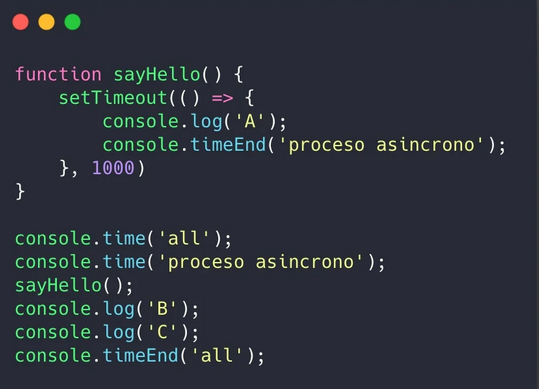 function sayHello() {
    setTimeout(() => {
        console.log('A');
        console.timeEnd('proceso asincrono');
    }, 1000)
}

console.time('all');
console.time('proceso asincrono');
sayHello();
console.log('B');
console.log('C');
console.timeEnd('all');